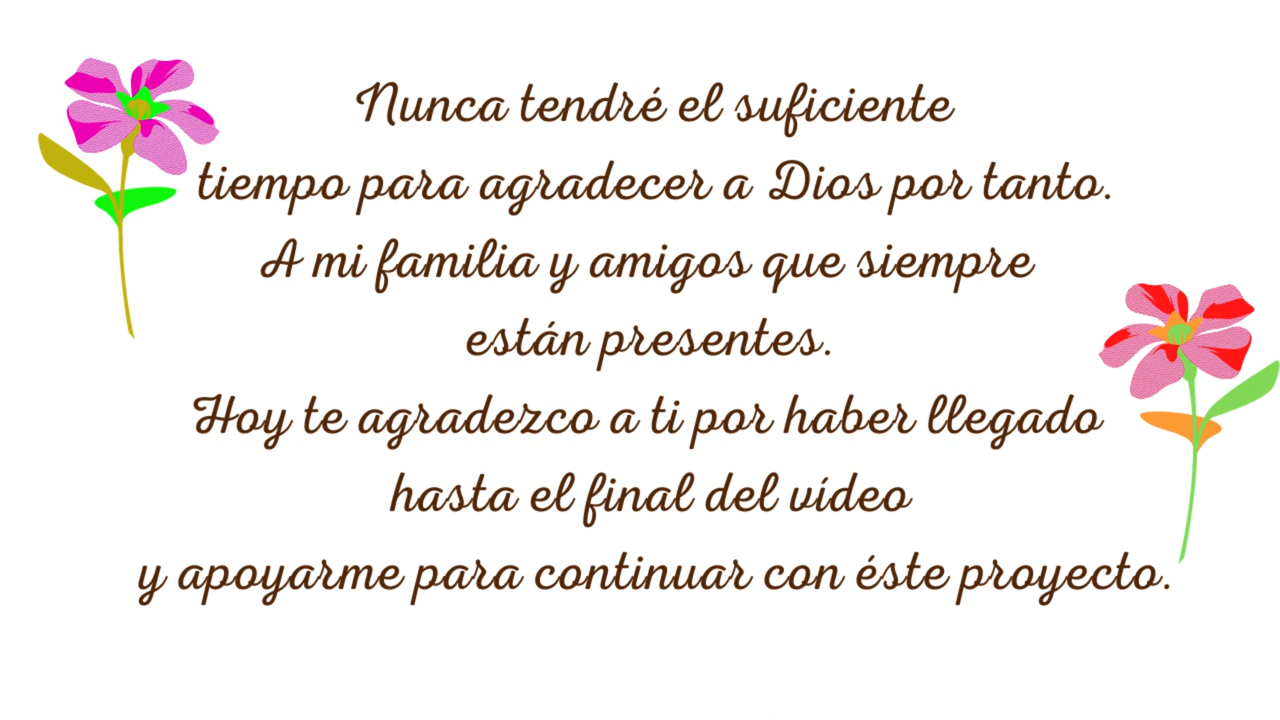 Nunca tendré el suficiente
tiempo para agradecer a Dios por tanto.
A mi familia y amigos que siempre
están presentes.
Hoy te agradezco a ti por haber llegado
hasta el final del vídeo
y apoyarme para continuar con éste proyecto.